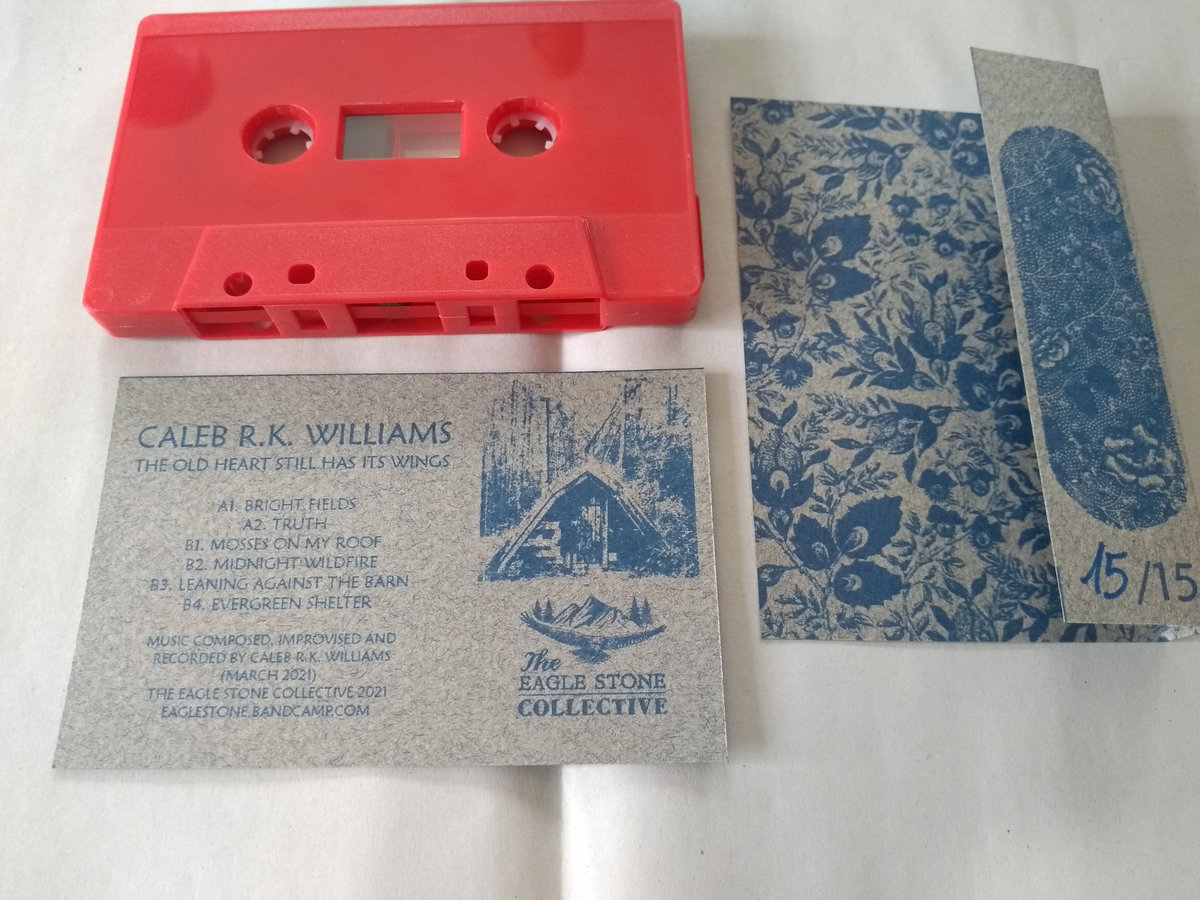 CALEB R.K. WILLIAMS
THE OLD HEART STILL HAS ITS WINGS
A1. BRIGHT FIELDS
A2. TRUTH
B1. MOSSES ON MY ROOF
B2. MIDNIGHT WILDFIRE
B3. LEANING AGAINST THE BARN
B4. EVERGREEN SHELTER
MUSIC COMPOSED, IMPROVISED AND
RECORDED BY CALEB R.K. WILLIAMS
(MARCH 2021)
THE EAGLE STONE COLLECTIVE 2021
EAGLESTONE.BANDCAMP.COM
The
EAGLE STONE
COLLECTIVE
15/15